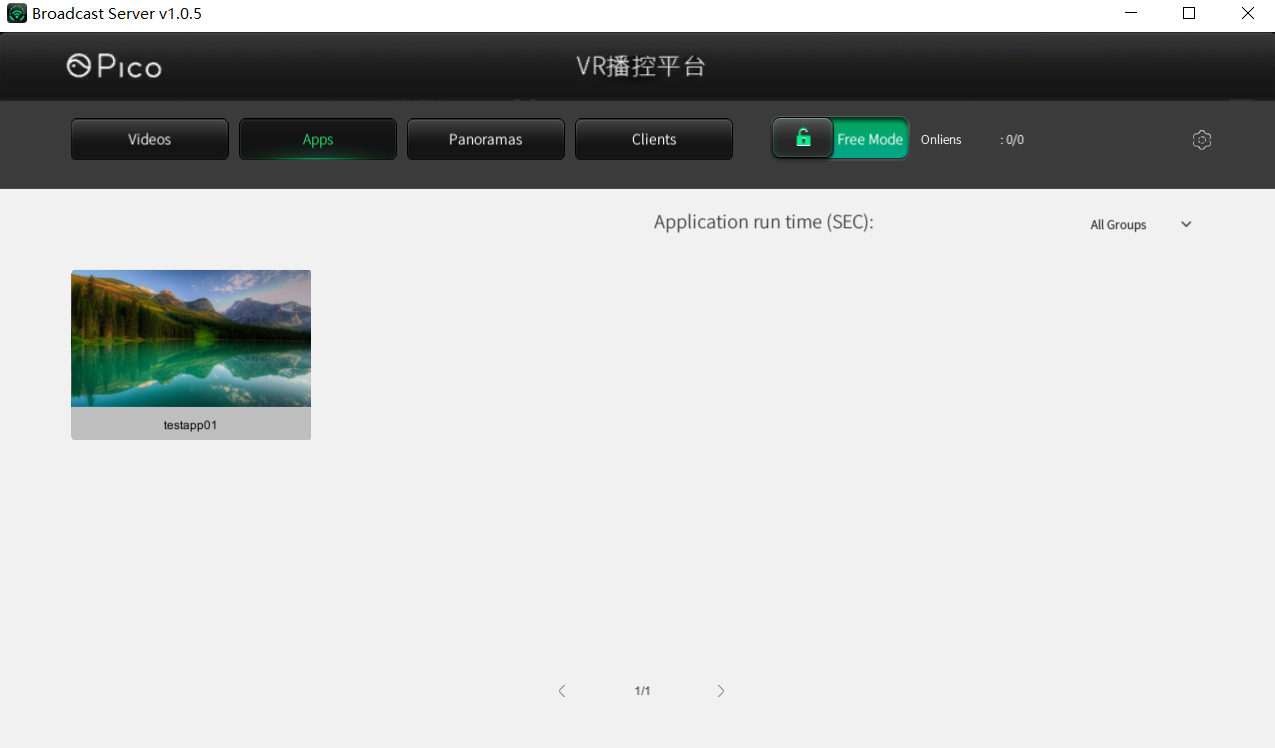 Broadcast Server v1.0.5
Pico
VR播控平台
Videos
Apps
Panoramas
Clients
Free Mode
Onliens : 0/0
Application run time (SEC):
All Groups
testapp01
1/1